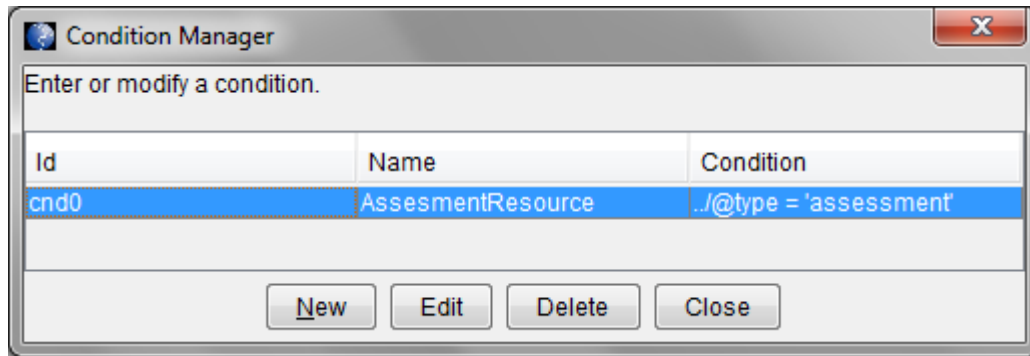 Condition Manager
Enter or modify a condition.
Id Name Condition
cnd0 AssesmentResource ../@type = 'assessment'
New Edit Delete Close